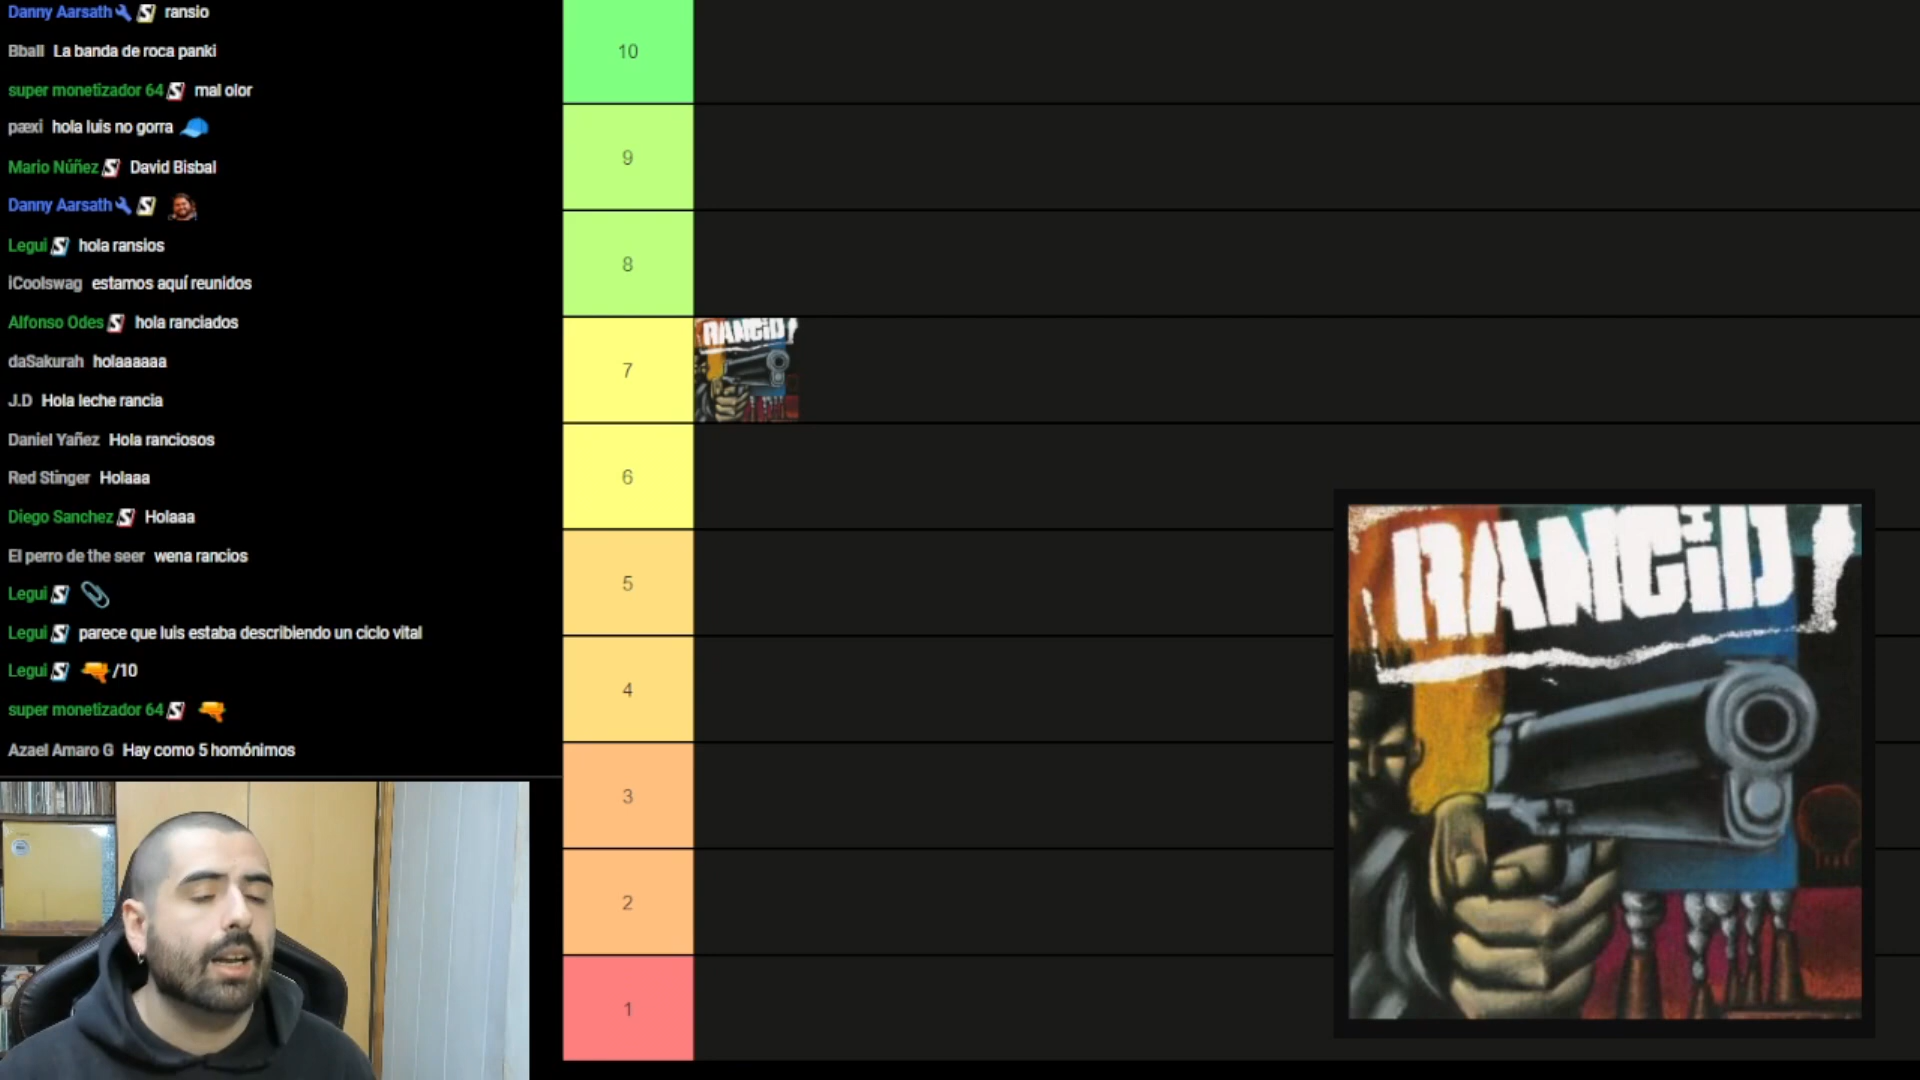 Danny Aarsath ransio
Bball La banda de roca panki
super monetizador 64 mal olor
pæxi hola luis no gorra
Mario Núñez David Bisbal
Danny Aarsath
Legui hola ransios
iCoolswag estamos aquí reunidos
Alfonso Odes hola ranciados
daSakurah holaaaaaa
J.D Hola leche rancia
Daniel Yañez Hola ranciosos
Red Stinger Holaaa
Diego Sanchez Holaaa
El perro de the seer wena rancios
Legui
Legui parece que luis estaba describiendo un ciclo vital
Legui /10
super monetizador 64
Azael Amaro G Hay como 5 homónimos
10
9
8
7
RANCiD
6
5
4
3
2
1
RANCiD